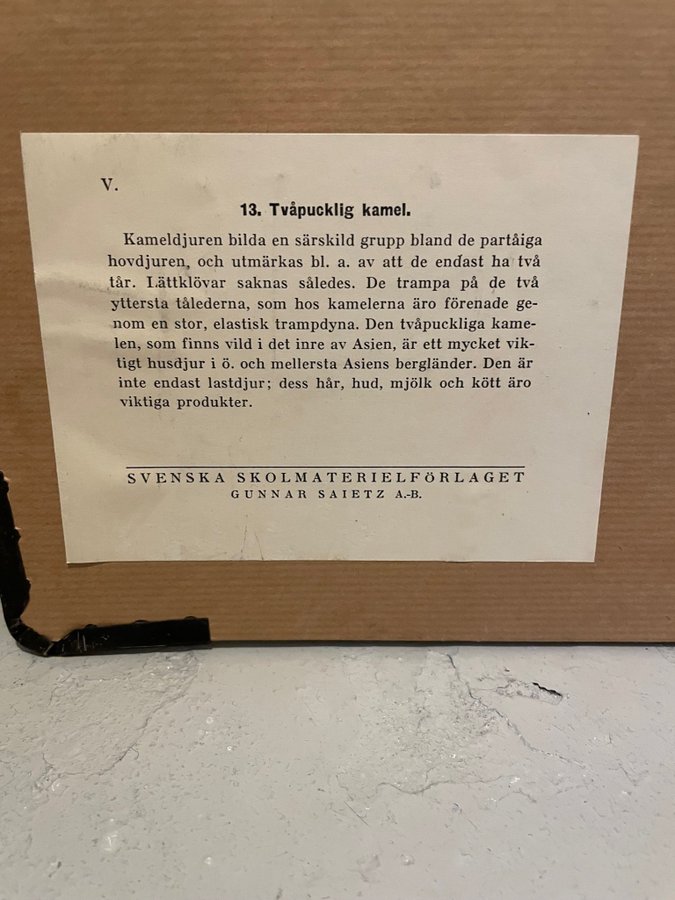 V.
13. Tvåpucklig kamel.
Kameldjuren bilda en särskild grupp bland de partåiga
hovdjuren, och utmärkas bl. a. av att de endast ha två
tår. Lättklövar saknas således. De trampa på de två
yttersta tålederna, som hos kamelerna äro förenade ge-
nom en stor, elastisk trampdyna. Den tvåpuckliga kame-
len, som finns vild i det inre av Asien, är ett mycket vik-
tigt husdjur i ö. och mellersta Asiens bergländer. Den är
inte endast lastdjur; dess hår, hud, mjölk och kött äro
viktiga produkter.
SVENSKA SKOLMATERIELFÖRLAGET
GUNNAR SAIETZ A.-B.